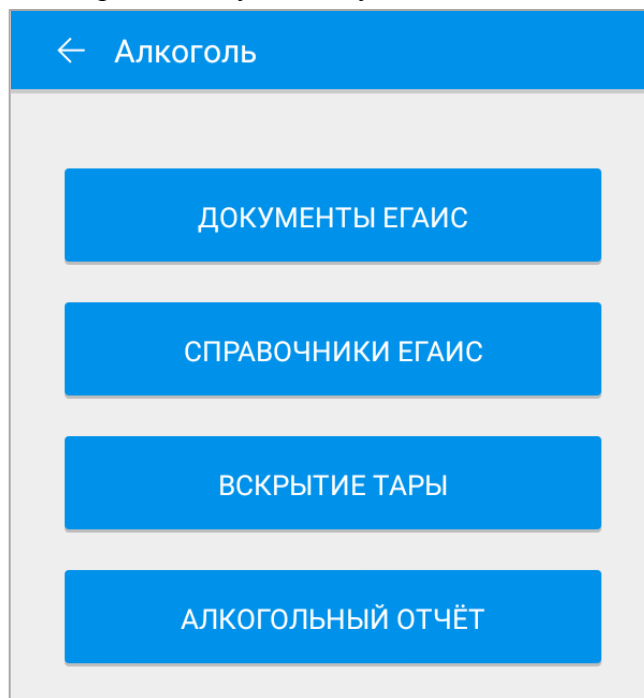 ← Алкоголь
ДОКУМЕНТЫ ЕГАИС
СПРАВОЧНИКИ ЕГАИС
ВСКРЫТИЕ ТАРЫ
АЛКОГОЛЬНЫЙ ОТЧЁТ